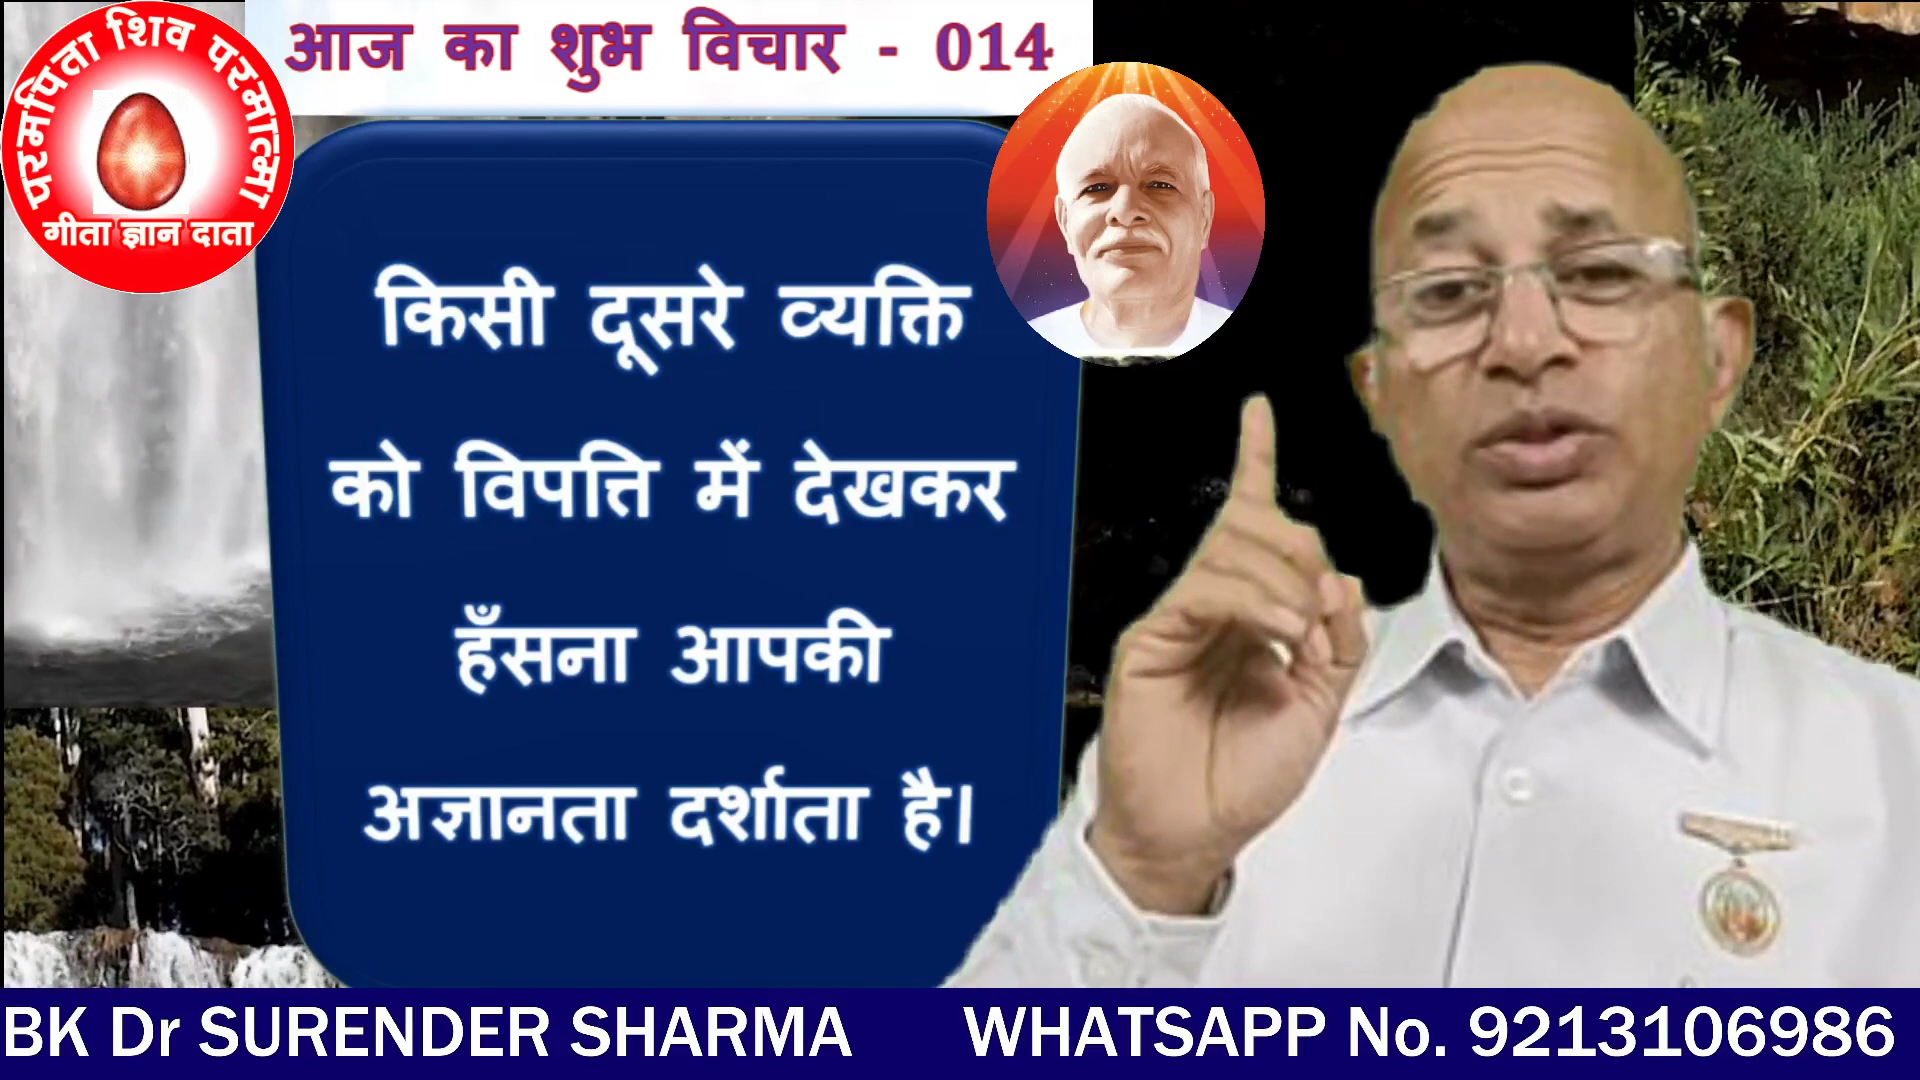 परमपिता शिव परमात्मा
गीता ज्ञान दाता
आज का शुभ विचार - 014
किसी दूसरे व्यक्ति
को विपत्ति में देखकर
हँसना आपकी
अज्ञानता दर्शाता है।
BK Dr SURENDER SHARMA WHATSAPP No. 9213106986